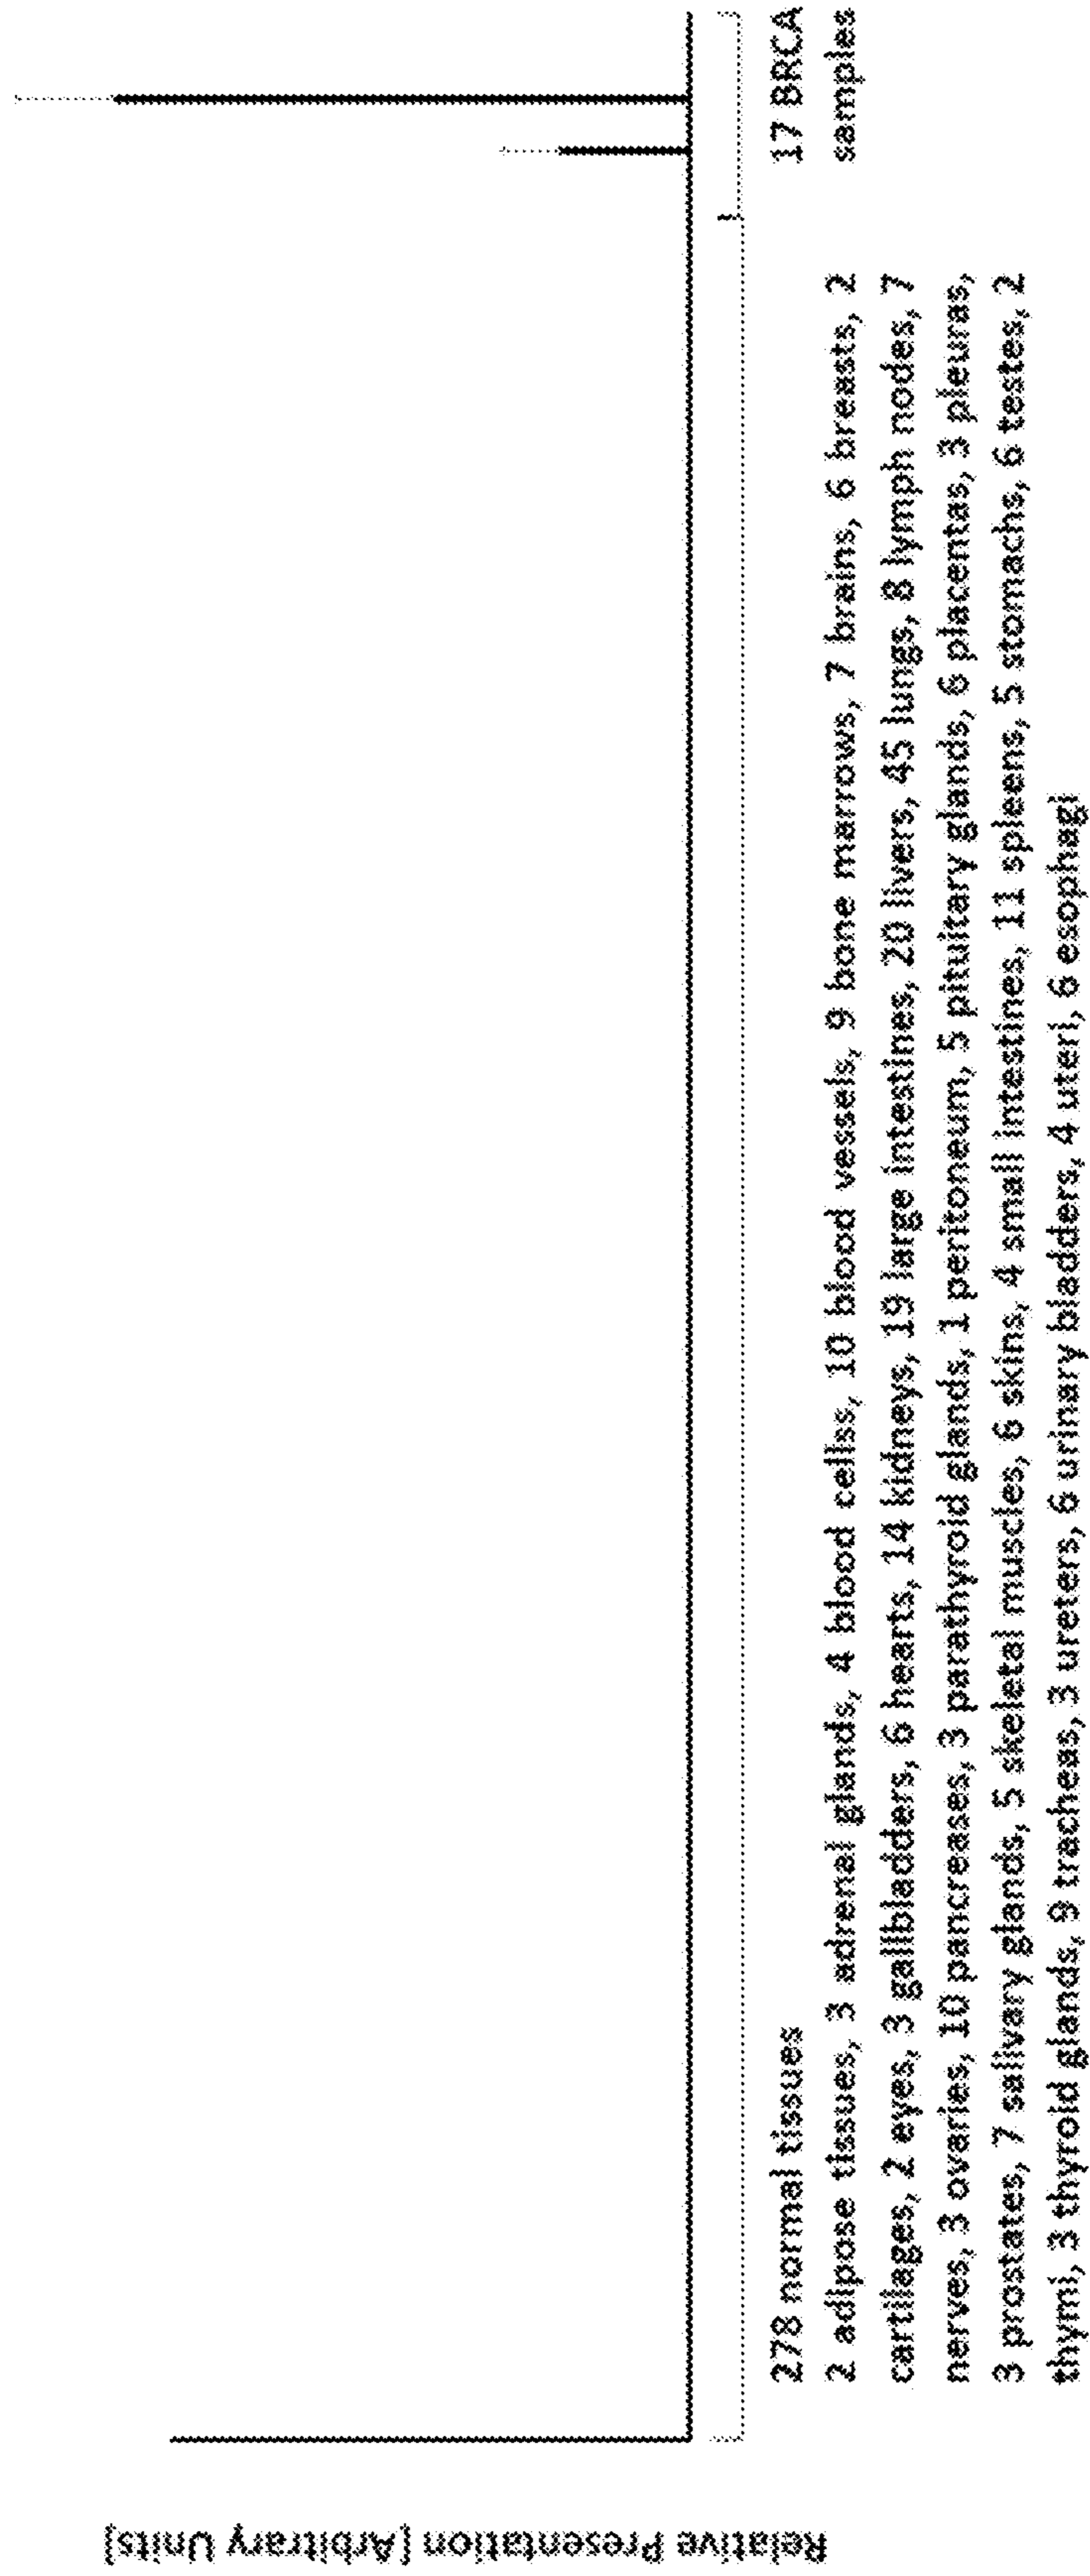 Relative Presentation [Arbitrary Units]
278 normal tissues
2 adipose tissues, 3 adrenal glands, 4 blood cellss, 10 blood vessels, 9 bone marrows, 7 brains, 6 breasts, 2
cartilages, 2 eyes, 3 gallbladders, 6 hearts, 14 kidneys, 19 large intestines, 20 livers, 45 lungs, 8 lymph nodes, 7
nerves, 3 ovaries, 10 pancreases, 3 parathyroid glands, 1 peritoneum, 5 pituitary glands, 6 placentas, 3 pleuras,
3 prostates, 7 salivary glands, 5 skeletal muscles, 6 skins, 4 small intestines, 11 spleens, 5 stomachs, 6 testes, 2
thymi, 3 thyroid glands, 9 tracheas, 3 ureters, 6 urinary bladders, 4 uteri, 6 esophagi
17 BRCA
samples